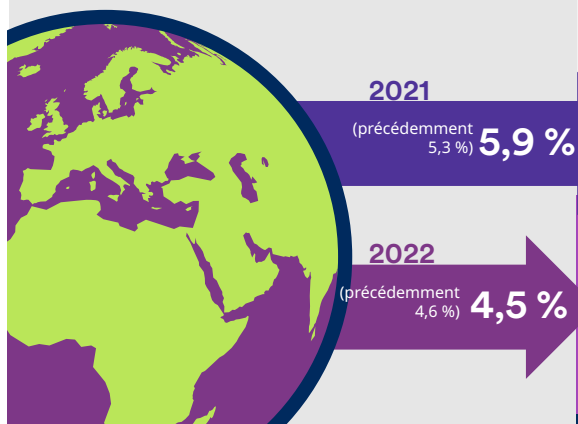 2021
(précédemment
5,3 %) 5,9 %
2022
(précédemment
4,6 %) 4,5 %